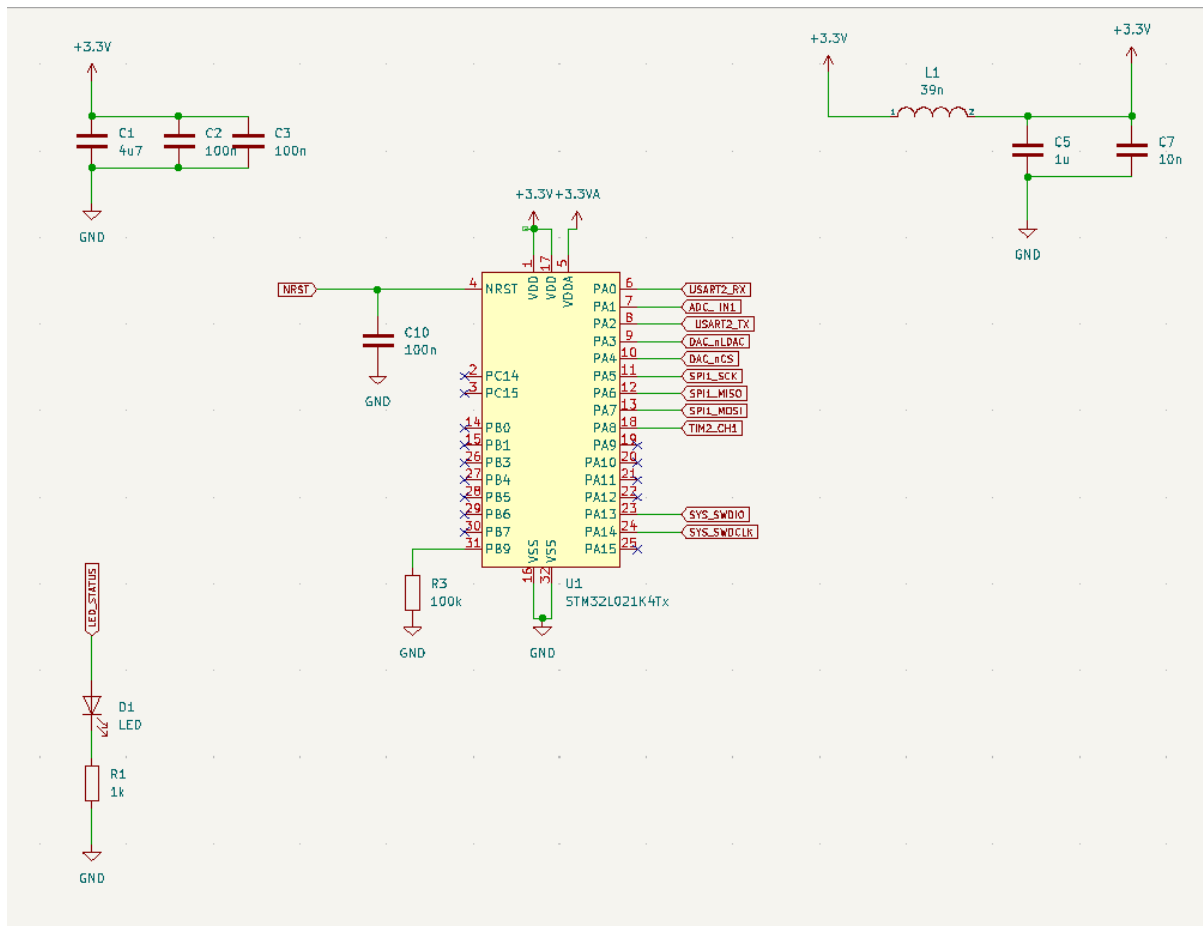 +3.3V
+3.3V
+3.3V
L1
39n
1
2
C1
4u7
C2
100n
C3
100n
C5
1u
C7
10n
GND
GND
+3.3V
+3.3VA
1
17
5
VDD
VDD
VDDA
NRST
4
NRST
C10
100n
GND
2
PC14
3
PC15
14
PB0
15
PB1
26
PB3
27
PB4
28
PB5
29
PB6
30
PB7
31
PB9
PA0
6
USART2_RX
PA1
7
ADC_ IN1
PA2
8
USART2_TX
PA3
9
DAC_nLDAC
PA4
10
DAC_nCS
PA5
11
SPI1_SCK
PA6
12
SPI1_MISO
PA7
13
SPI1_MOSI
PA8
18
TIM2_CH1
PA9
19
PA10
20
PA11
21
PA12
22
PA13
23
SYS_SWDIO
PA14
24
SYS_SWDCLK
PA15
25
VSS
VSS
16
32
U1
STM32L021K4Tx
R3
100k
GND
GND
LED_STATUS
D1
LED
R1
1k
GND